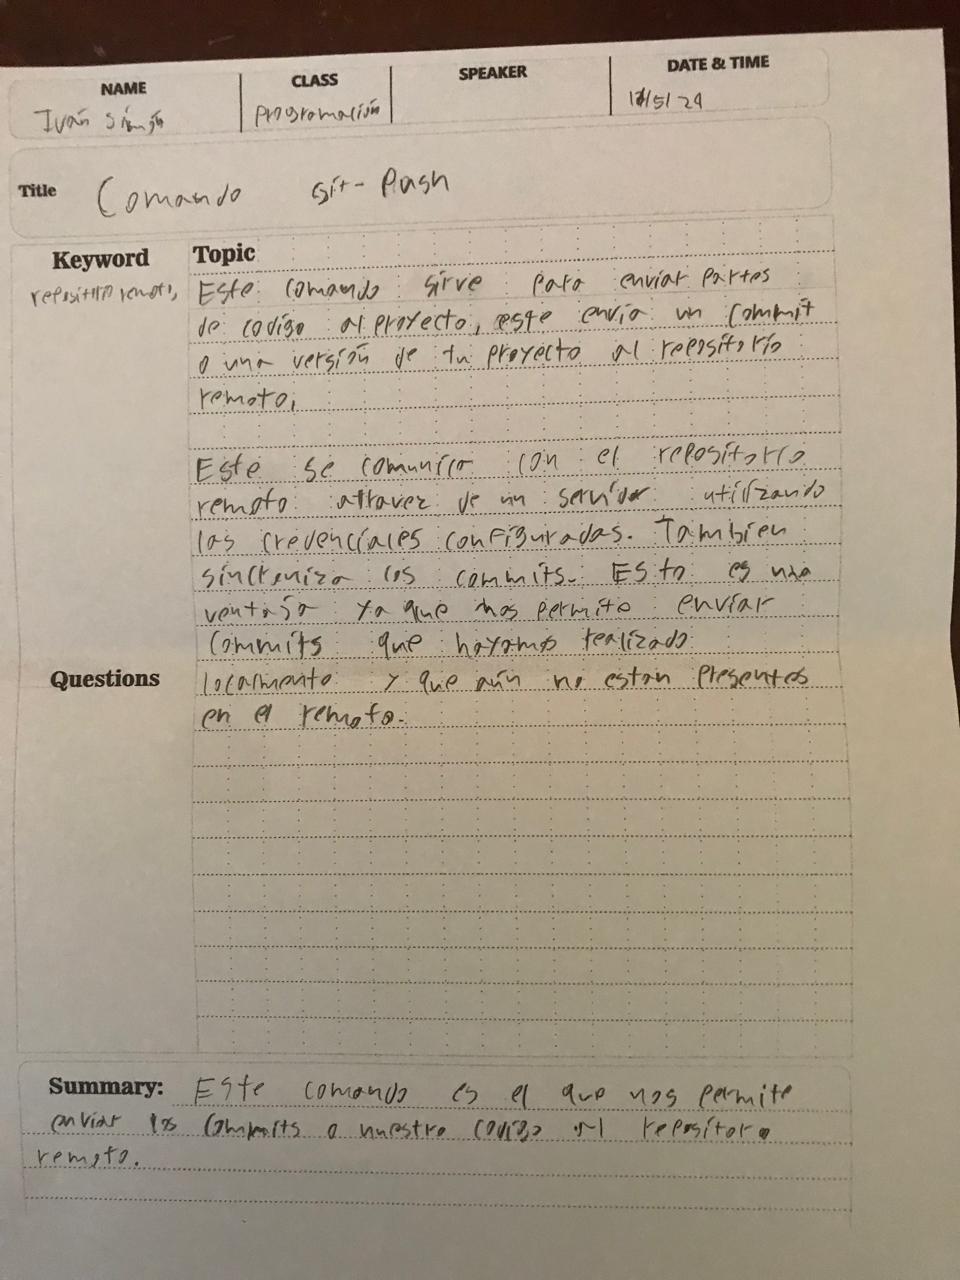 NAME CLASS SPEAKER DATE & TIME
Iván Programación /5/24
Title Comando Git-Push
Keyword Topic
repositorio remoto,
Este comando sirve para enviar partes
de codigo al proyecto, este envia un commit
o una versión de tu proyecto al repositorio
remoto,
Este se comunica con el repositorio
remoto attravez de un servidor utilizando
las credenciales configuradas. Tambien
sincroniza los commits. Esto es una
ventaja ya que nos permite enviar
commits que hayamos realizado
Questions
localmente y que aún no estan presentes
en el remoto.
Summary: Este comando es el que nos permite
enviar los commits o nuestro codigo al repositorio
remoto.